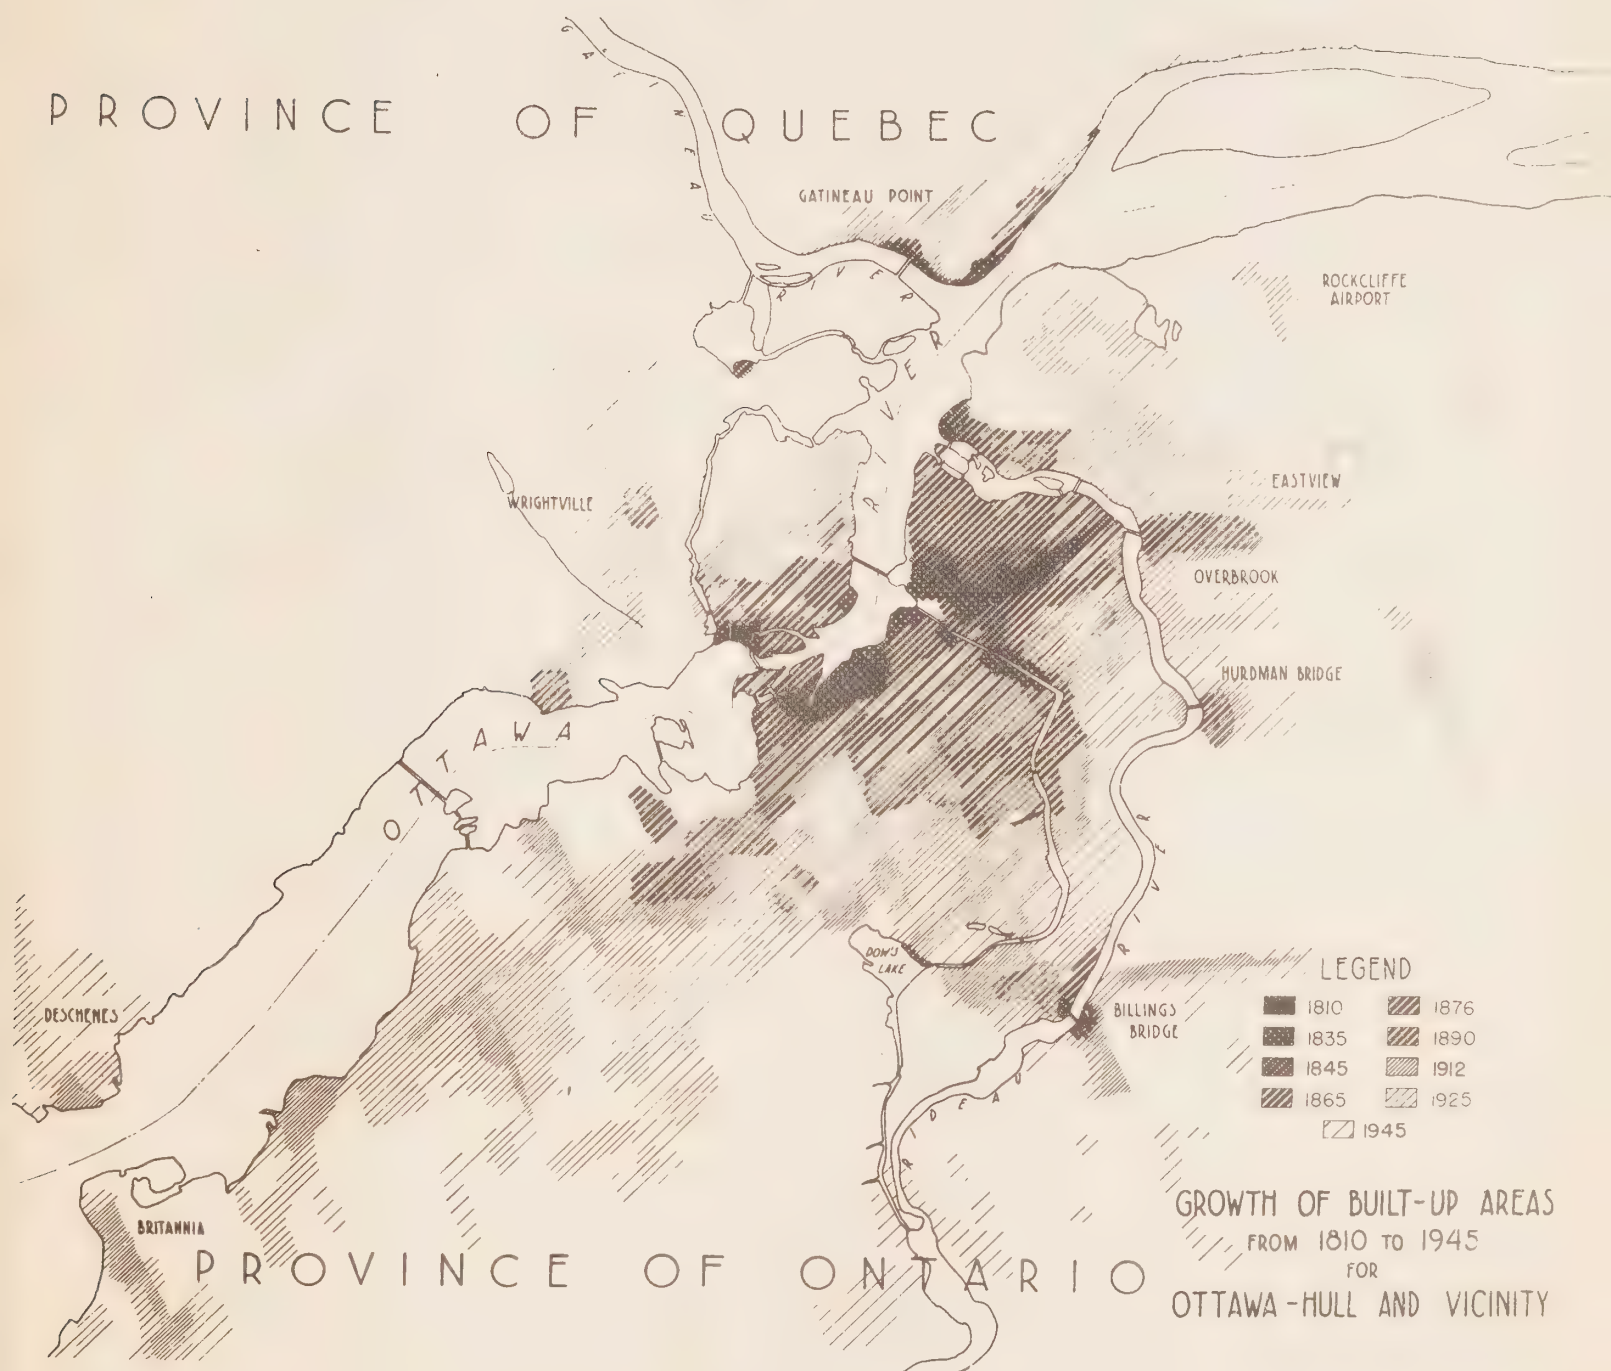 PROVINCE OF QUEBEC
GATINEAU RIVER
GATINEAU POINT
ROCKCLIFFE
AIRPORT
WRIGHTVILLE
EASTVIEW
OVERBROOK
HURDMAN BRIDGE
OTTAWA RIVER
DOW'S
LAKE
DESCHENES
BILLINGS
BRIDGE
RIDEAU RIVER
BRITANNIA
PROVINCE OF ONTARIO
LEGEND
1810 1876
1835 1890
1845 1912
1865 1925
1945
GROWTH OF BUILT-UP AREAS
FROM 1810 TO 1945
FOR
OTTAWA-HULL AND VICINITY